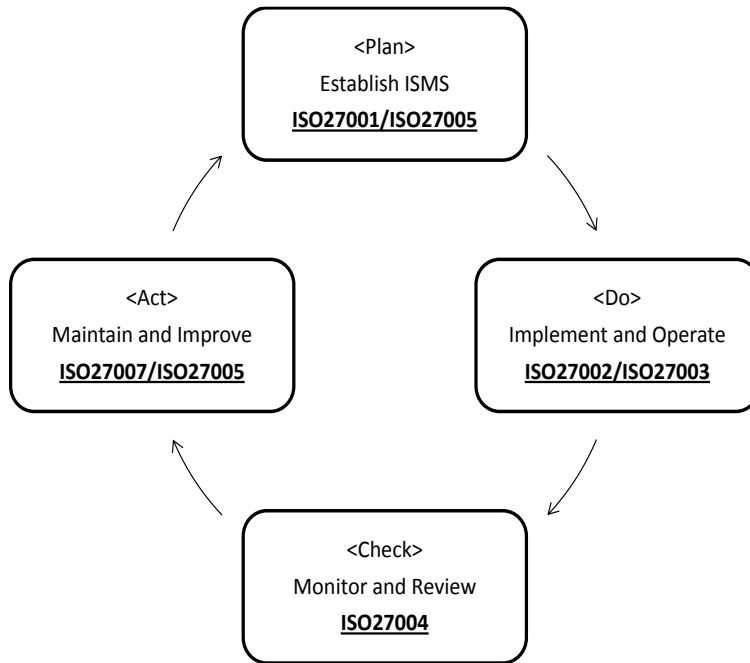 <Plan>
Establish ISMS
ISO27001/ISO27005
<Act>
Maintain and Improve
ISO27007/ISO27005
<Do>
Implement and Operate
ISO27002/ISO27003
<Check>
Monitor and Review
ISO27004